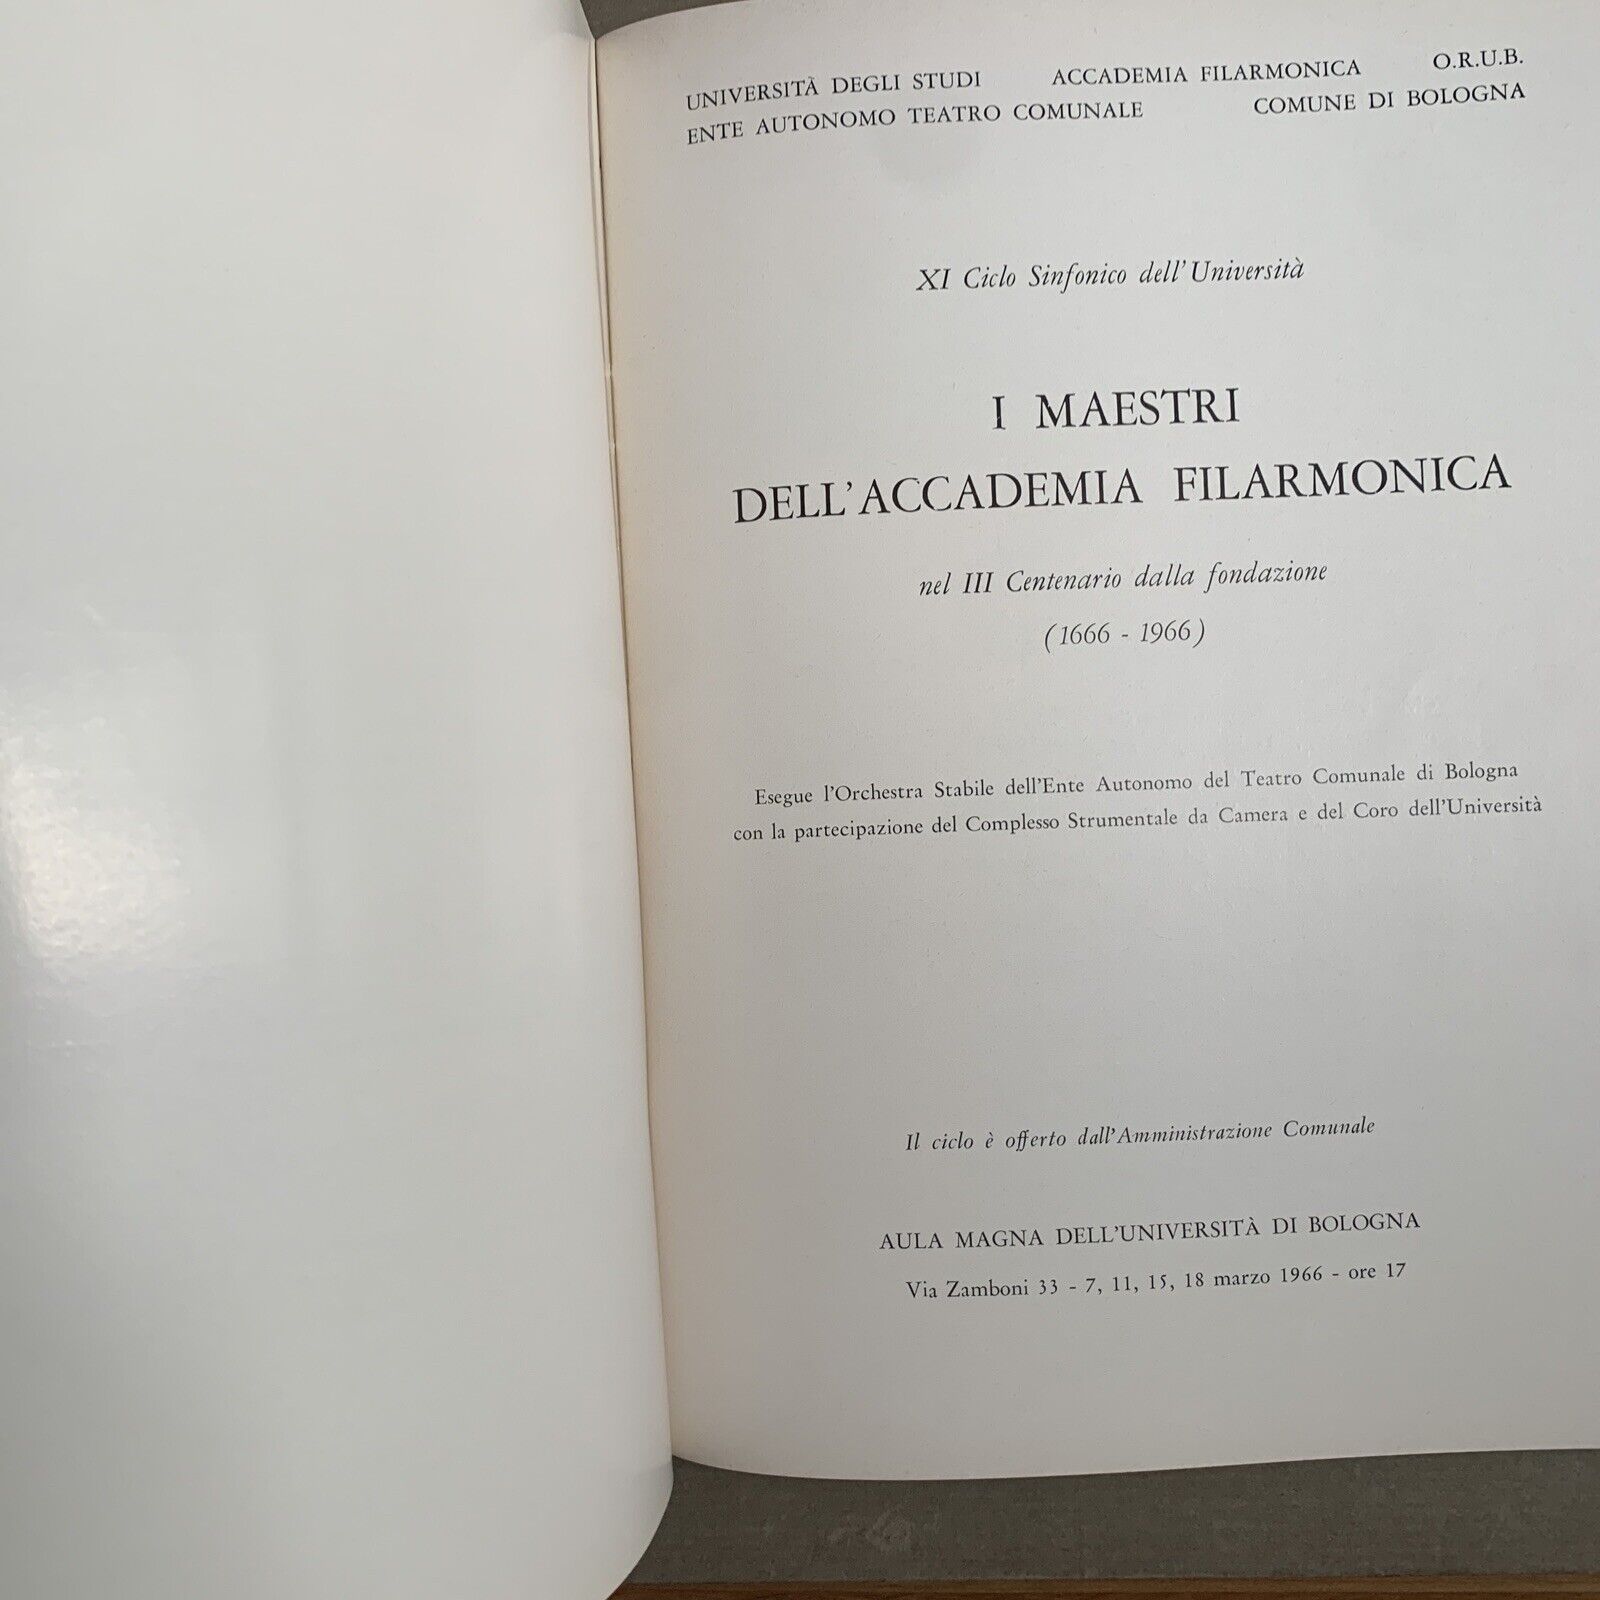 UNIVERSITÀ DEGLI STUDI ACCADEMIA FILARMONICA O.R.U.B.
ENTE AUTONOMO TEATRO COMUNALE COMUNE DI BOLOGNA
XI Ciclo Sinfonico dell'Università
I MAESTRI
DELL'ACCADEMIA FILARMONICA
nel III Centenario dalla fondazione
(1666 - 1966)
Esegue l'Orchestra Stabile dell'Ente Autonomo del Teatro Comunale di Bologna
con la partecipazione del Complesso Strumentale da Camera e del Coro dell'Università
Il ciclo è offerto dall'Amministrazione Comunale
AULA MAGNA DELL'UNIVERSITÀ DI BOLOGNA
Via Zamboni 33 - 7, 11, 15, 18 marzo 1966 - ore 17